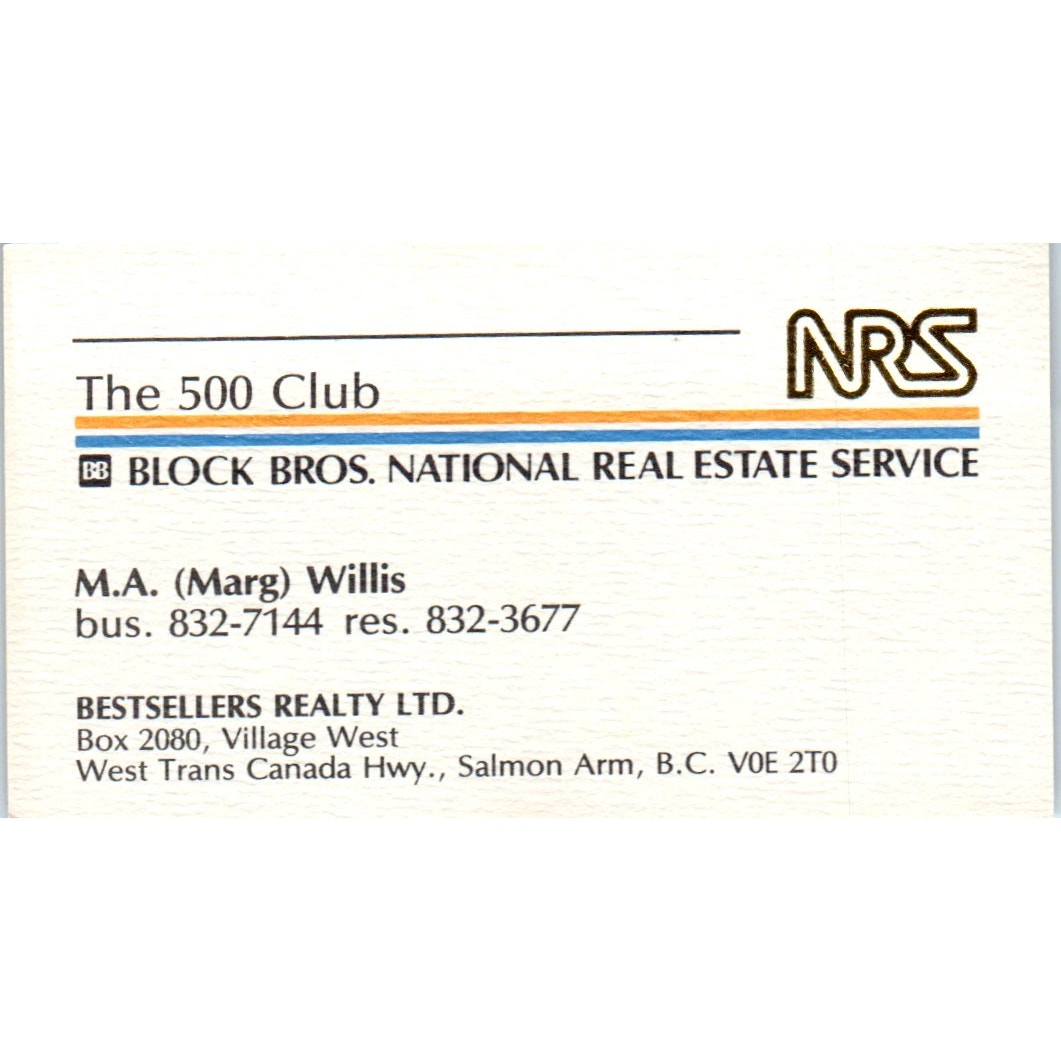 NRS
The 500 Club
BB BLOCK BROS. NATIONAL REAL ESTATE SERVICE
M.A. (Marg) Willis
bus. 832-7144 res. 832-3677
BESTSELLERS REALTY LTD.
Box 2080, Village West
West Trans Canada Hwy., Salmon Arm, B.C. V0E 2T0